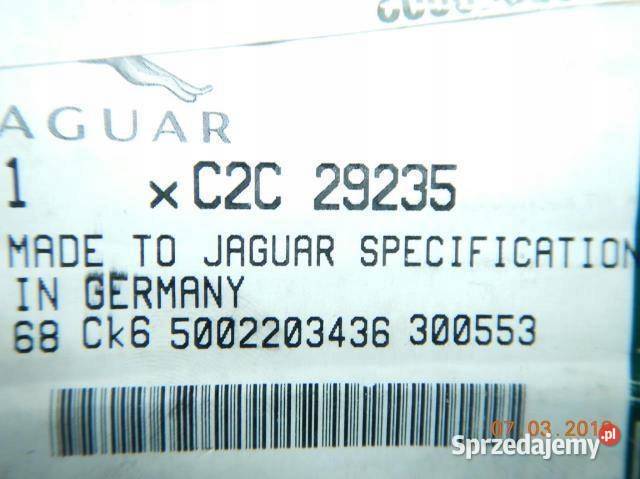 AGUAR
1 x C2C 29235
MADE TO JAGUAR SPECIFICATION
IN GERMANY
68 Ck6 5002203436 300553
Sprzedajemy.pl